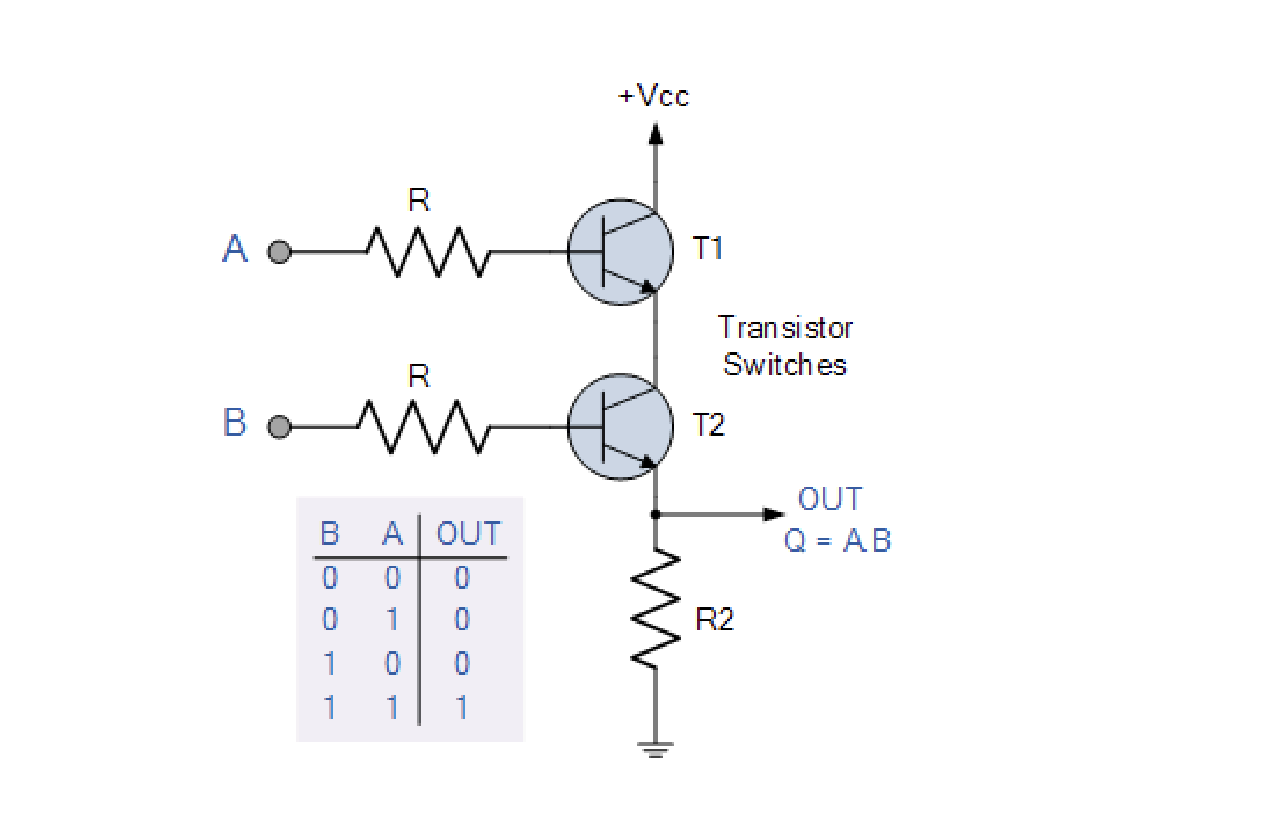 +Vcc
R
A
T1
Transistor
Switches
R
B
T2
OUT
Q = A.B
B A OUT
0 0 0
0 1 0
1 0 0
1 1 1
R2